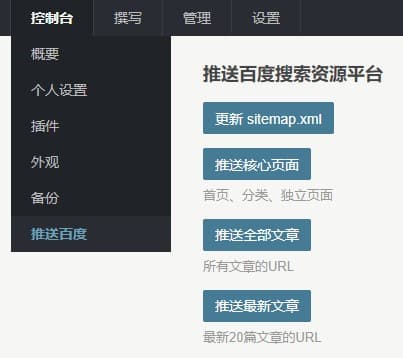 控制台 撰写 管理 设置
概要
个人设置
插件
外观
备份
推送百度
推送百度搜索资源平台
更新 sitemap.xml
推送核心页面
首页、分类、独立页面
推送全部文章
所有文章的URL
推送最新文章
最新20篇文章的URL